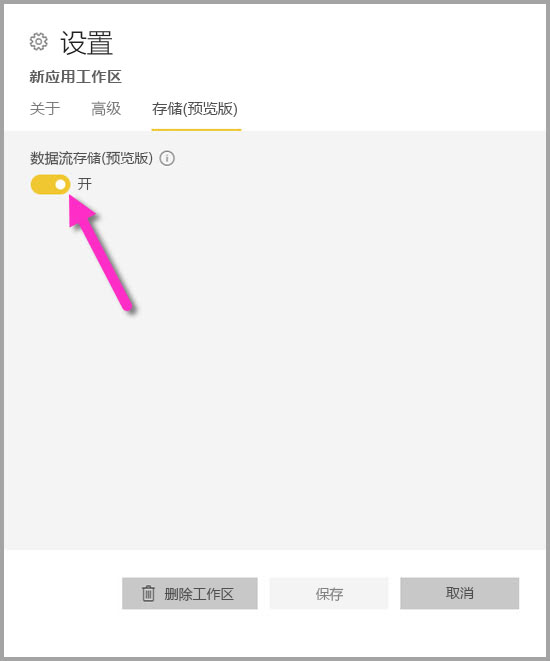 设置
新应用工作区
关于 高级 存储(预览版)
数据流存储(预览版)
开
删除工作区 保存 取消